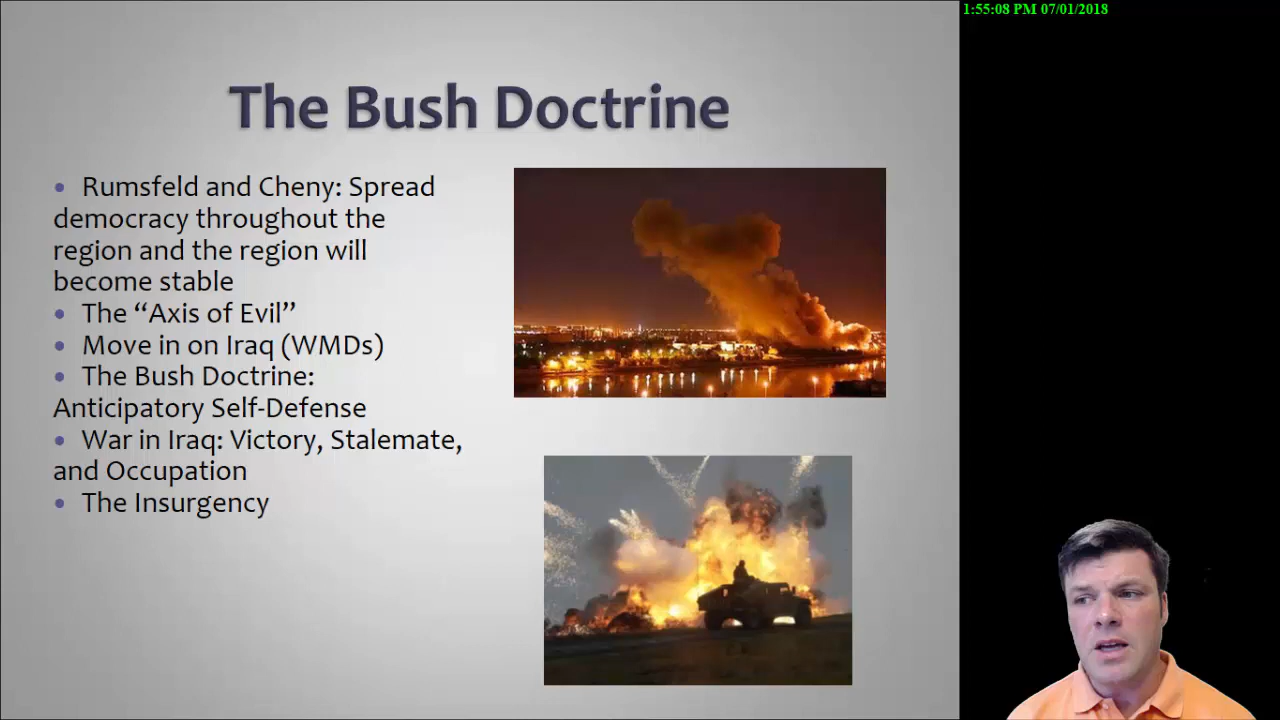 1:55:08 PM 07/01/2018
The Bush Doctrine
• Rumsfeld and Cheny: Spread
democracy throughout the
region and the region will
become stable
• The “Axis of Evil”
• Move in on Iraq (WMDs)
• The Bush Doctrine:
Anticipatory Self-Defense
• War in Iraq: Victory, Stalemate,
and Occupation
• The Insurgency